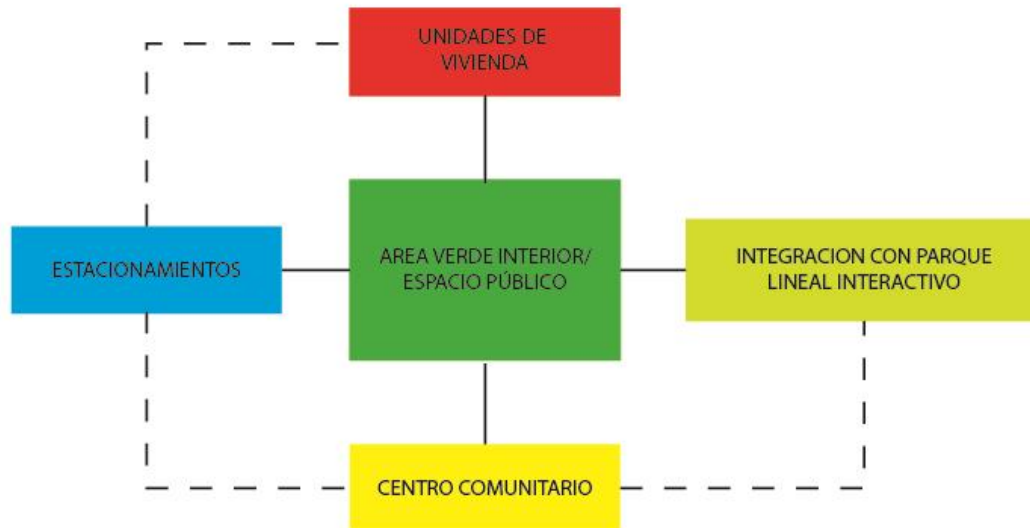 UNIDADES DE
VIVIENDA
ESTACIONAMIENTOS
AREA VERDE INTERIOR/
ESPACIO PÚBLICO
INTEGRACION CON PARQUE
LINEAL INTERACTIVO
CENTRO COMUNITARIO